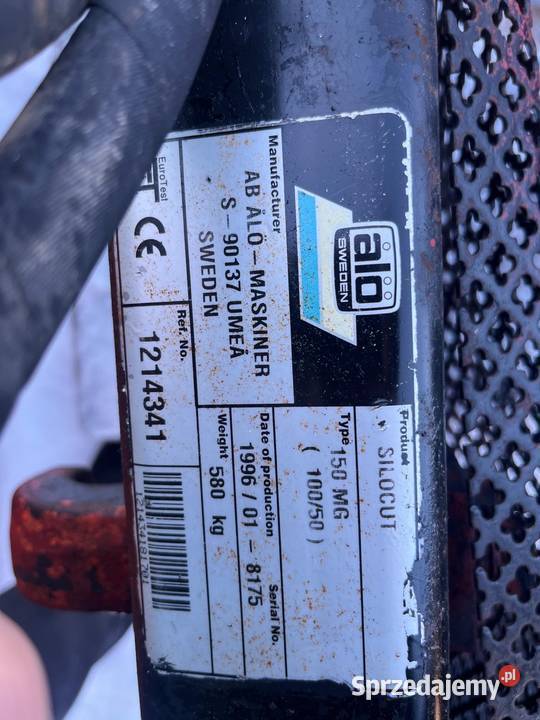 ålö
SWEDEN
Manufacturer
AB ÅLÖ – MASKINER
S – 90137 UMEÅ
SWEDEN
EuroTest
CE
Ref. No.
1214341
Product
SILOCUT
Type 150 MG
( 100/50 )
Date of production
Serial No.
1996 / 01 – 8175
Weight 580 kg
Sprzedajemy.pl